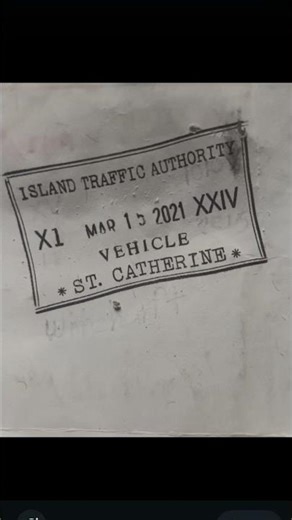 ISLAND TRAFFIC AUTHORITY
X1 MAR 15 2021 XXIV
VEHICLE
* ST. CATHERINE *